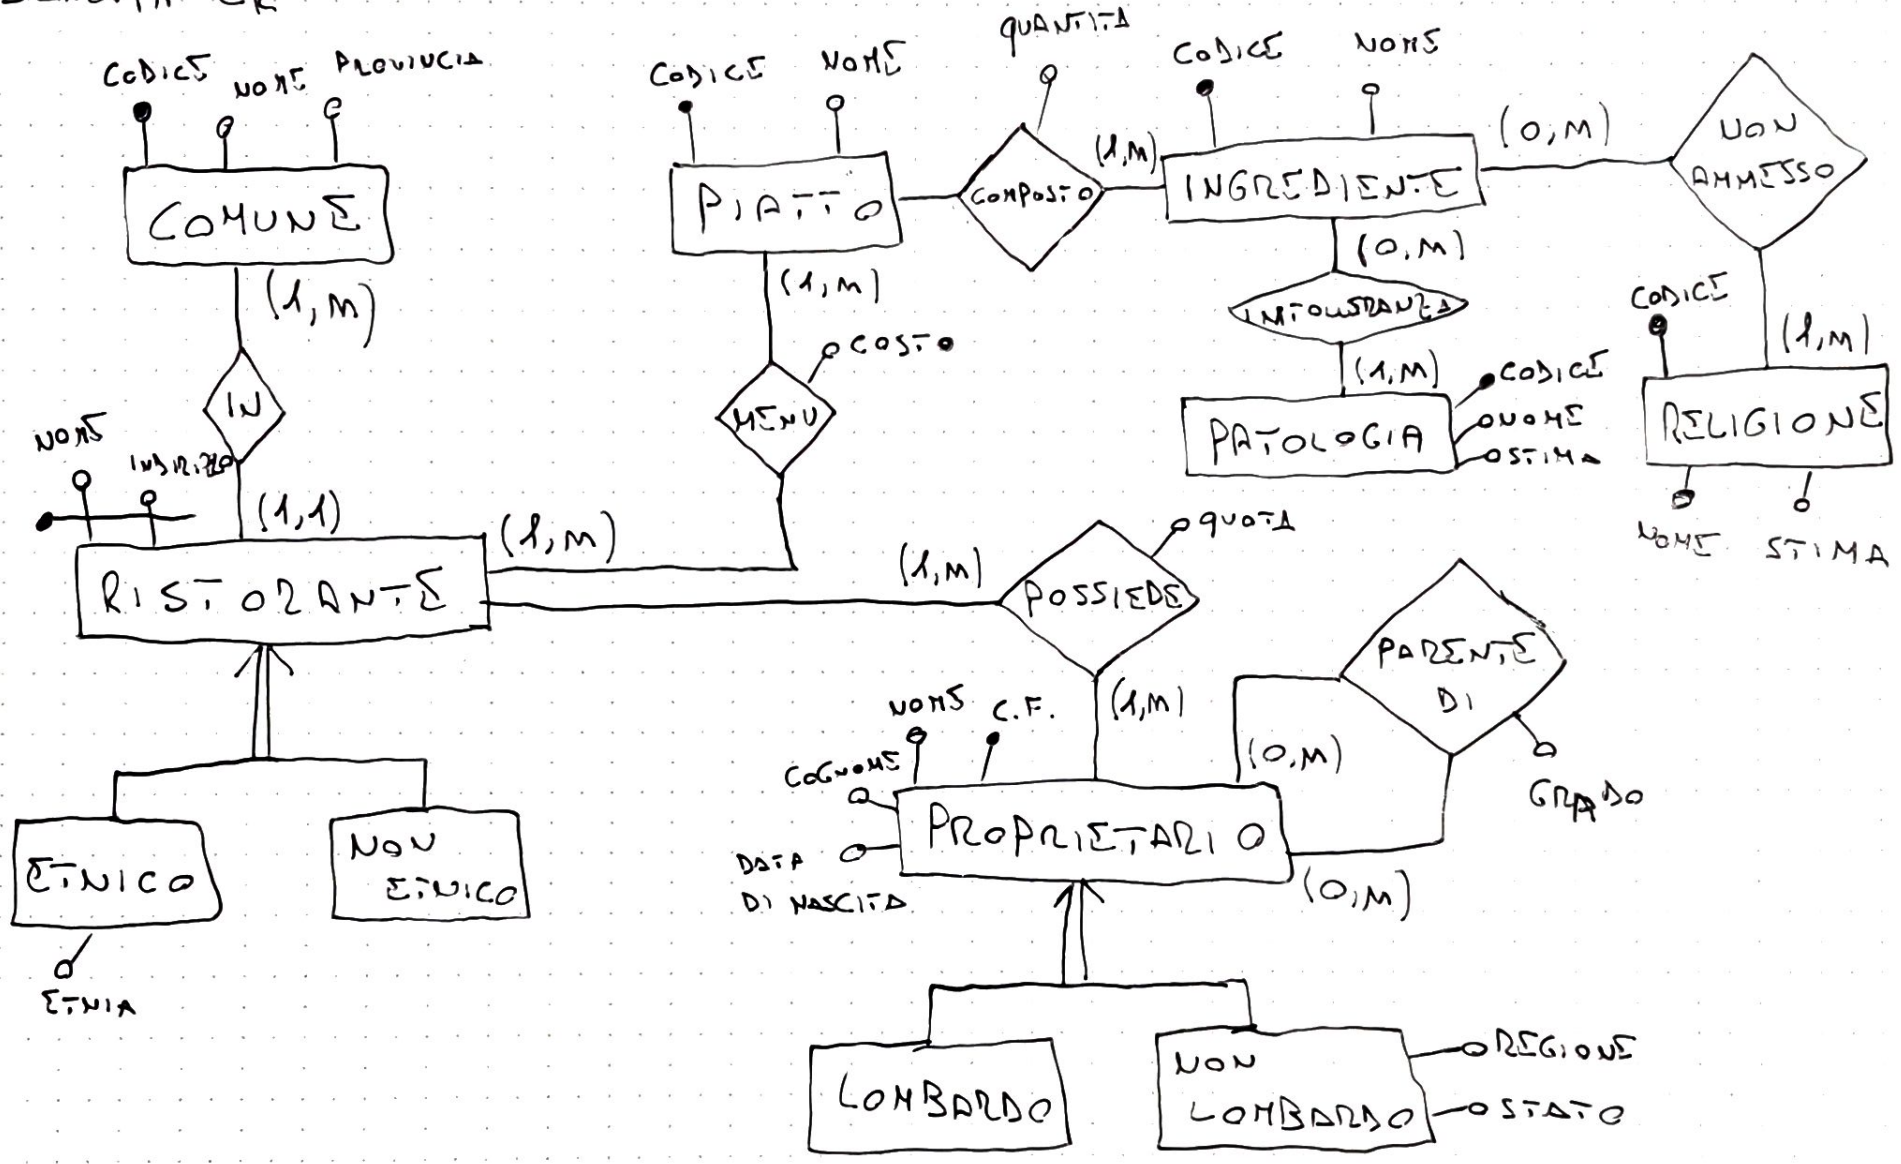 CODICE
NOME
PROVINCIA
COMUNE
(1,M)
IN
NOME
INDIRIZZO
(1,1)
RISTORANTE
(1,M)
ETNICO
ETNIA
NON
ETNICO
CODICE
NOME
PIATTO
(1,M)
COSTO
MENU
QUANTITA
COMPOSTO
(1,M)
CODICE
NOME
INGREDIENTE
(0,M)
NON
AMMESSO
(0,M)
INTOLLERANZA
(1,M)
PATOLOGIA
CODICE
NOME
STIMA
CODICE
(1,M)
RELIGIONE
NOME
STIMA
(1,M)
POSSIEDE
QUOTA
(1,M)
NOME
C.F.
COGNOME
DATA
DI NASCITA
PROPRIETARIO
(0,M)
PARENTE
DI
GRADO
(0,M)
LOMBARDO
NON
LOMBARDO
REGIONE
STATO